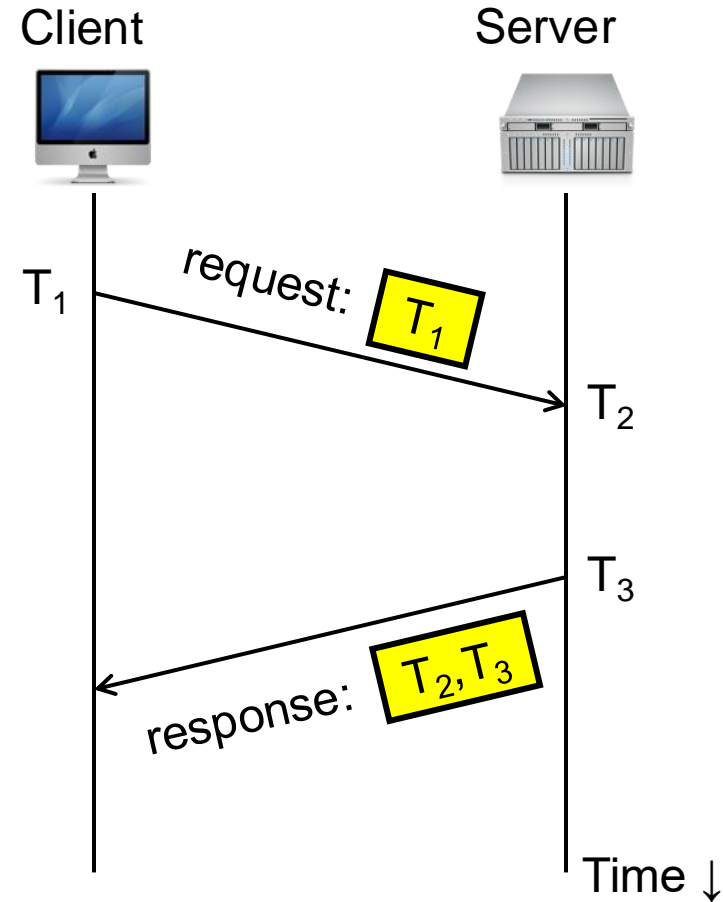 Client
Server
T₁
request: T₁
T₂
T₃
response: T₂,T₃
Time ↓